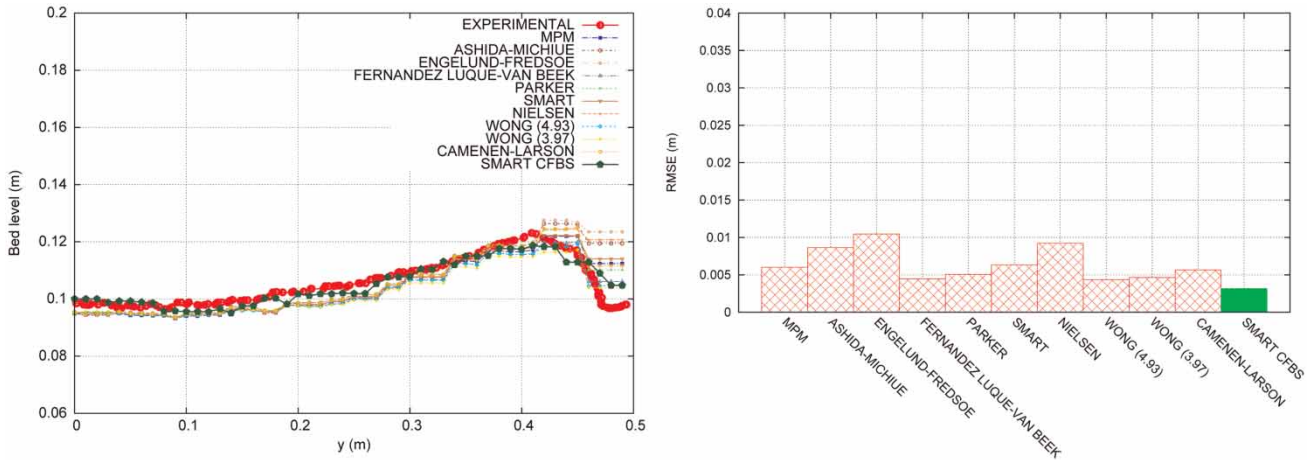 0.2
0.18
0.16
0.14
0.12
0.1
0.08
0.06
Bed level (m)
0
0.1
0.2
0.3
0.4
0.5
y (m)
EXPERIMENTAL
MPM
ASHIDA-MICHIUE
ENGELUND-FREDSOE
FERNANDEZ LUQUE-VAN BEEK
PARKER
SMART
NIELSEN
WONG (4.93)
WONG (3.97)
CAMENEN-LARSON
SMART CFBS
0.04
0.035
0.03
0.025
0.02
0.015
0.01
0.005
0
RMSE (m)
MPM
ASHIDA-MICHIUE
ENGELUND-FREDSOE
FERNANDEZ LUQUE-VAN BEEK
PARKER
SMART
NIELSEN
WONG (4.93)
WONG (3.97)
CAMENEN-LARSON
SMART CFBS